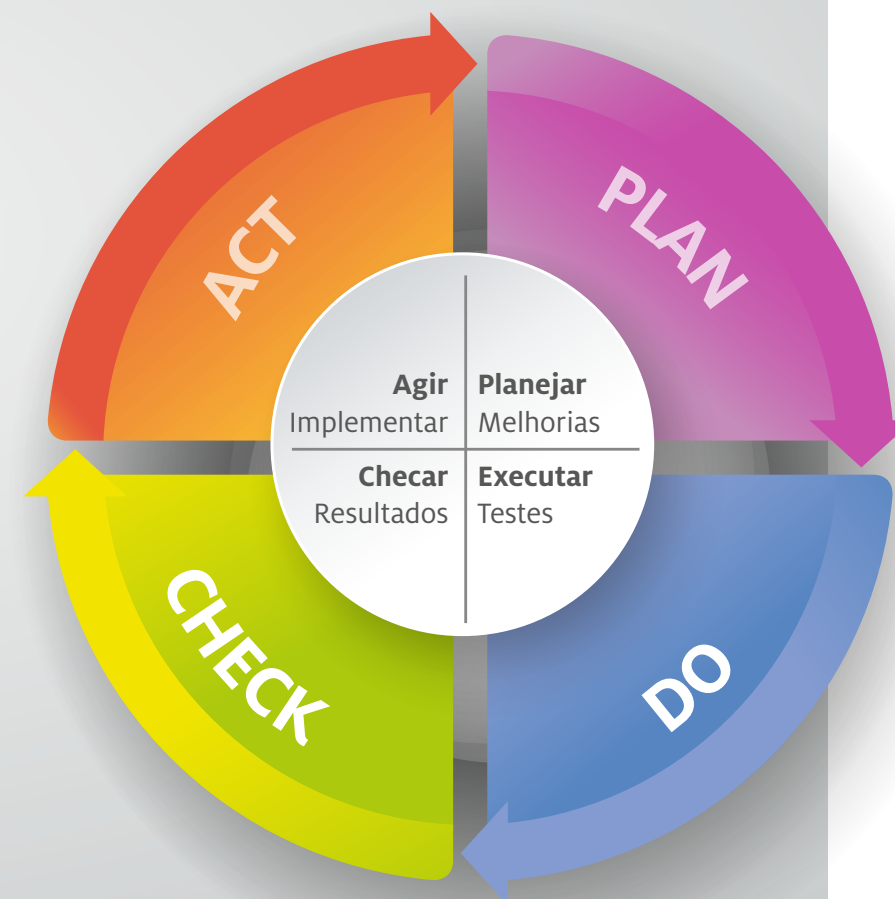 ACT
PLAN
Agir
Implementar
Planejar
Melhorias
Checar
Resultados
Executar
Testes
CHECK
DO